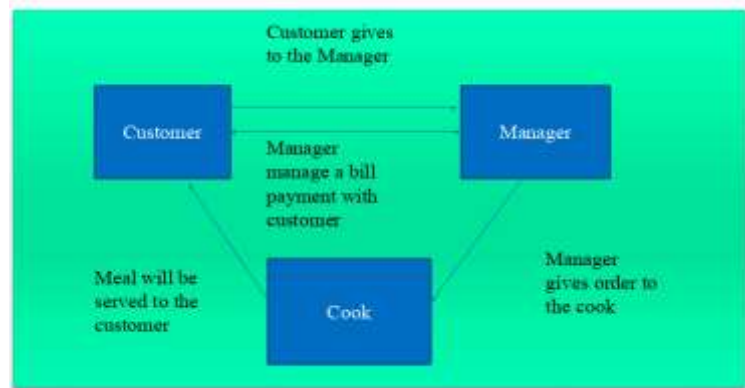 Customer gives
to the Manager
Customer
Manager
Manager
manage a bill
payment with
customer
Meal will be
served to the
customer
Cook
Manager
gives order to
the cook